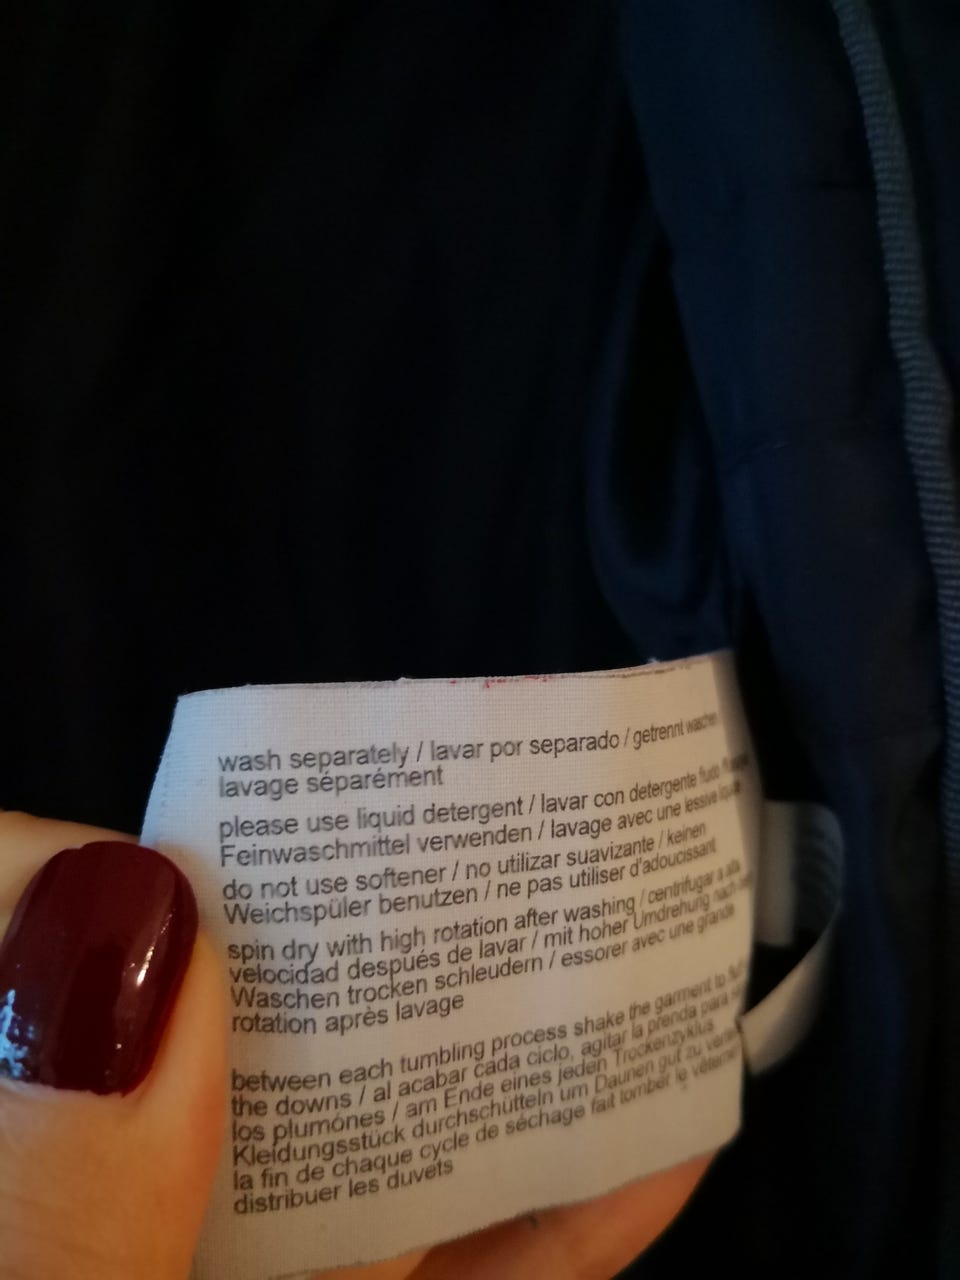 wash separately / lavar por separado / getrennt waschen
lavage séparément
please use liquid detergent / lavar con detergente fludo
Feinwaschmittel verwenden / lavage avec une lessive liquide
do not use softener / no utilizar suavizante / keinen
Weichspüler benutzen / ne pas utiliser d'adoucissant
spin dry with high rotation after washing / centrifugar a alta
velocidad después de lavar / mit hoher Umdrehung nach
Waschen trocken schleudern / essorer avec une grande
rotation après lavage
between each tumbling process shake the garment to
the downs / al acabar cada ciclo, agitar la prenda para
los plumónes / am Ende eines jeden Trockenzyklus
Kleidungsstück durchschütteln um Daunen gut zu
la fin de chaque cycle de séchage fait tomber le vêtement
distribuer les duvets